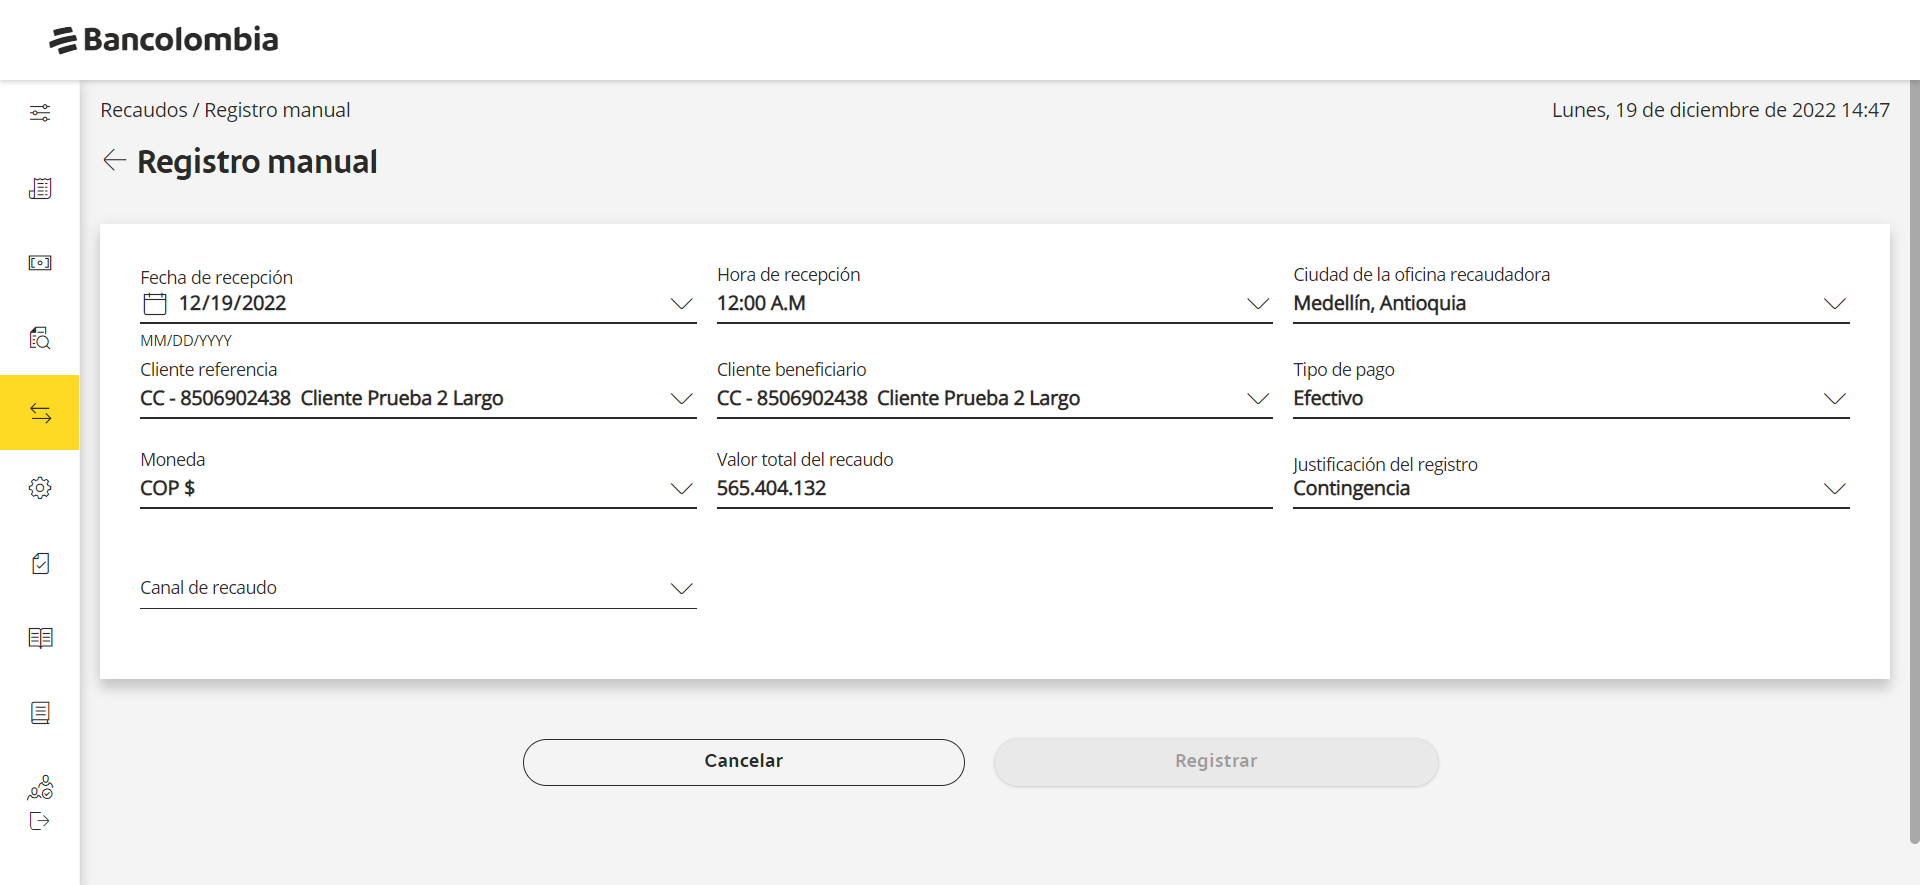 Bancolombia
Recaudos / Registro manual
Lunes, 19 de diciembre de 2022 14:47
Registro manual
Fecha de recepción
12/19/2022
MM/DD/YYYY
Hora de recepción
12:00 A.M
Ciudad de la oficina recaudadora
Medellín, Antioquia
Cliente referencia
CC - 8506902438 Cliente Prueba 2 Largo
Cliente beneficiario
CC - 8506902438 Cliente Prueba 2 Largo
Tipo de pago
Efectivo
Moneda
COP $
Valor total del recaudo
565.404.132
Justificación del registro
Contingencia
Canal de recaudo
Cancelar
Registrar